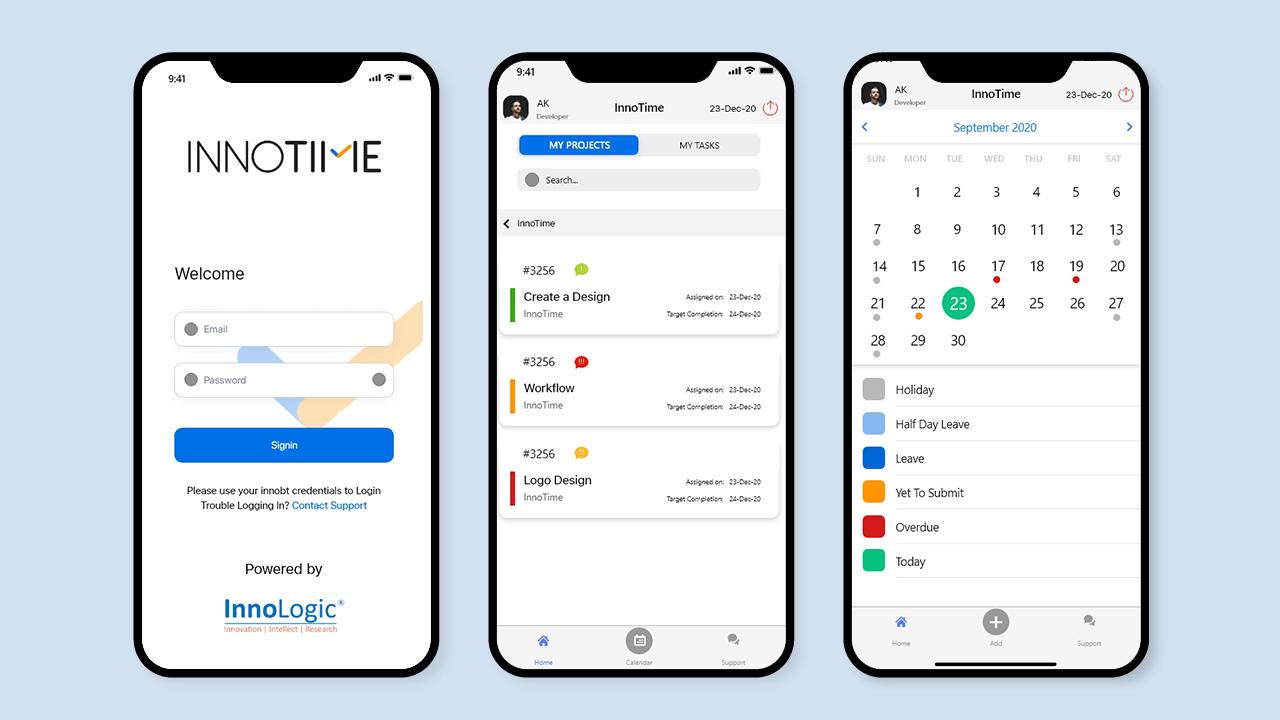 9:41
INNOTIME
Welcome
Email
Password
Signin
Please use your innobt credentials to Login
Trouble Logging In? Contact Support
Powered by
InnoLogic®
Innovation | Intellect | Research
9:41
AK
Developer
InnoTime
23-Dec-20
MY PROJECTS
MY TASKS
Search...
InnoTime
#3256
Create a Design
InnoTime
Assigned on: 23-Dec-20
Target Completion: 24-Dec-20
#3256
Workflow
InnoTime
Assigned on: 23-Dec-20
Target Completion: 24-Dec-20
#3256
Logo Design
InnoTime
Assigned on: 23-Dec-20
Target Completion: 24-Dec-20
Home
Calendar
Support
AK
Developer
InnoTime
23-Dec-20
September 2020
SUN MON TUE WED THU FRI SAT
1 2 3 4 5 6
7 8 9 10 11 12 13
14 15 16 17 18 19 20
21 22 23 24 25 26 27
28 29 30
Holiday
Half Day Leave
Leave
Yet To Submit
Overdue
Today
Home
Add
Support